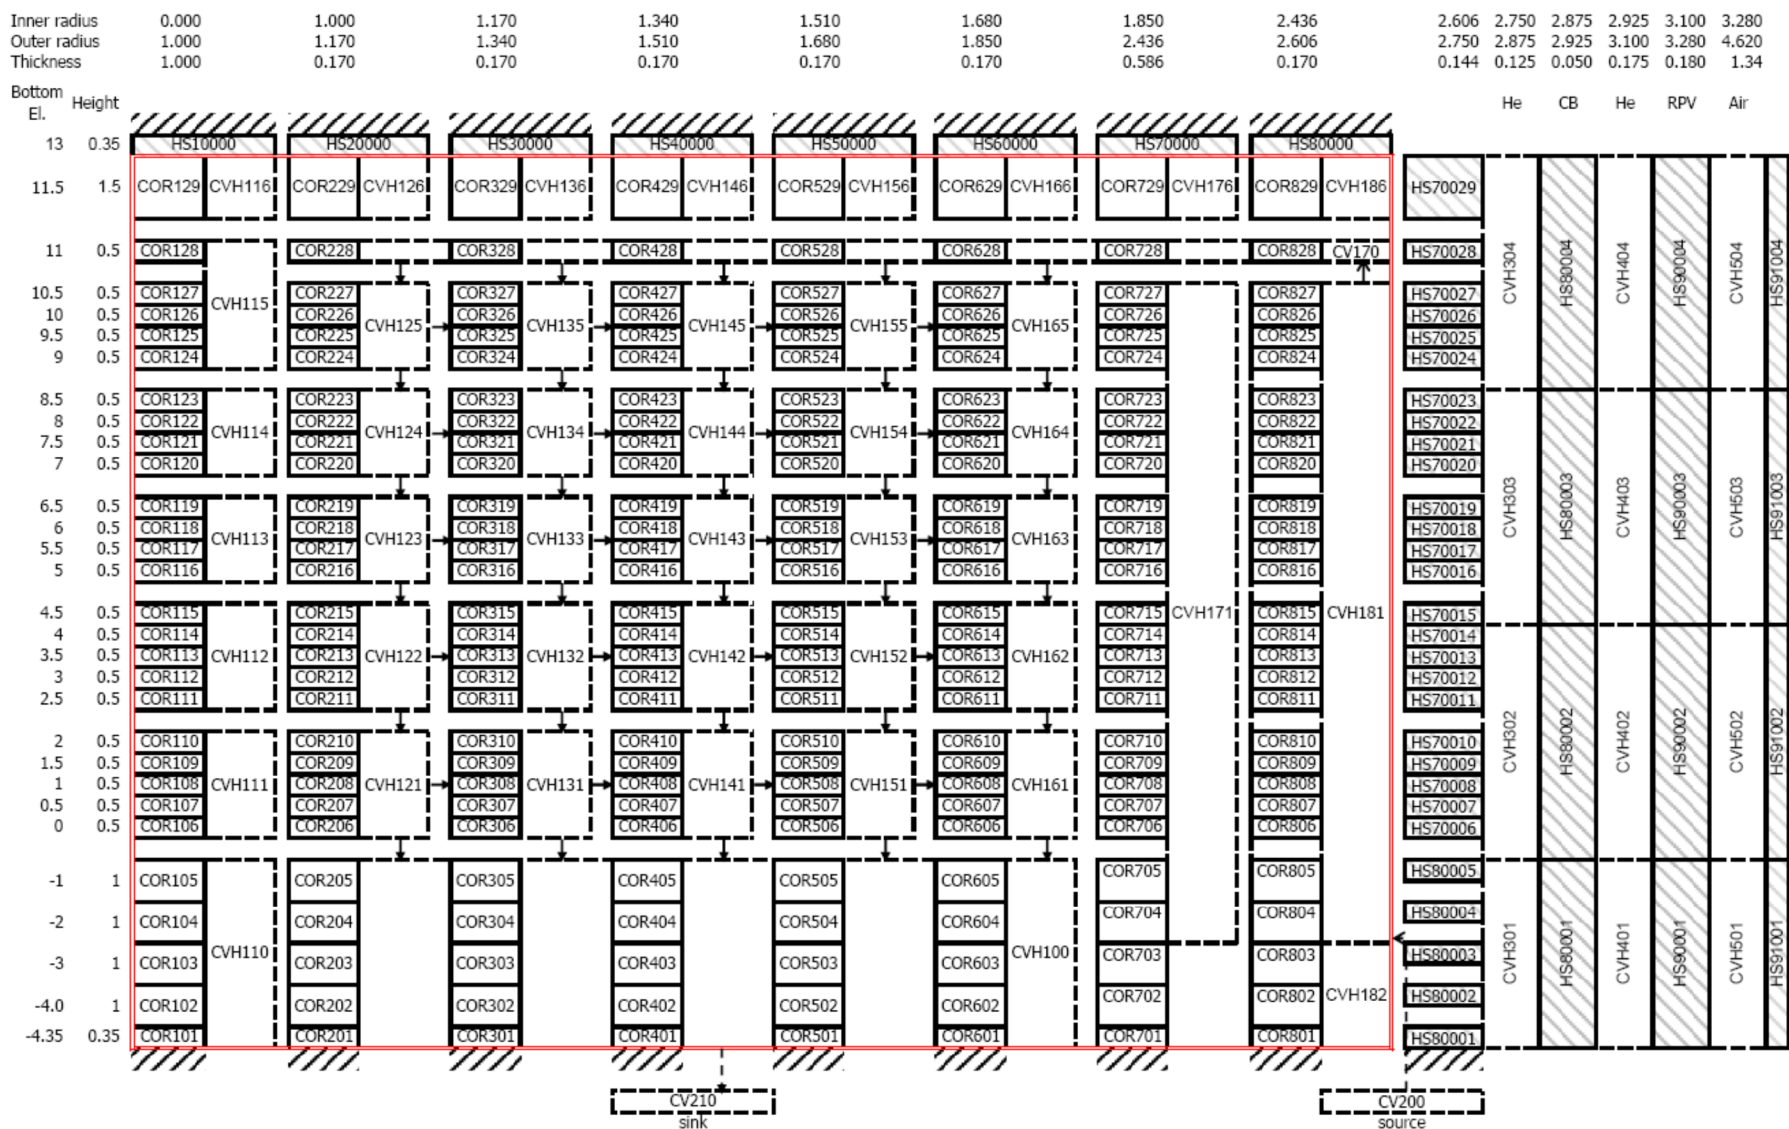 Inner radius 0.000 1.000 1.170 1.340 1.510 1.680 1.850 2.436 2.606 2.750 2.875 2.925 3.100 3.280
Outer radius 1.000 1.170 1.340 1.510 1.680 1.850 2.436 2.606 2.750 2.875 2.925 3.100 3.280 4.620
Thickness 1.000 0.170 0.170 0.170 0.170 0.170 0.586 0.170 0.144 0.125 0.050 0.175 0.180 1.34
Bottom El. Height He CB He RPV Air
13 0.35 HS10000 HS20000 HS30000 HS40000 HS50000 HS60000 HS70000 HS80000
11.5 1.5 COR129 CVH116 COR229 CVH126 COR329 CVH136 COR429 CVH146 COR529 CVH156 COR629 CVH166 COR729 CVH176 COR829 CVH186 HS70029
11 0.5 COR128 COR228 COR328 COR428 COR528 COR628 COR728 COR828 CV170 HS70028
CVH304 HS80004 CVH404 HS90004 CVH504 HS91004
10.5 0.5 COR127 COR227 COR327 COR427 COR527 COR627 COR727 COR827 HS70027
CVH115
10 0.5 COR126 COR226 COR326 COR426 COR526 COR626 COR726 COR826 HS70026
CVH125 CVH135 CVH145 CVH155 CVH165
9.5 0.5 COR125 COR225 COR325 COR425 COR525 COR625 COR725 COR825 HS70025
9 0.5 COR124 COR224 COR324 COR424 COR524 COR624 COR724 COR824 HS70024
8.5 0.5 COR123 COR223 COR323 COR423 COR523 COR623 COR723 COR823 HS70023
8 0.5 COR122 COR222 COR322 COR422 COR522 COR622 COR722 COR822 HS70022
CVH114 CVH124 CVH134 CVH144 CVH154 CVH164
7.5 0.5 COR121 COR221 COR321 COR421 COR521 COR621 COR721 COR821 HS70021
7 0.5 COR120 COR220 COR320 COR420 COR520 COR620 COR720 COR820 HS70020
CVH303 HS80003 CVH403 HS90003 CVH503 HS91003
6.5 0.5 COR119 COR219 COR319 COR419 COR519 COR619 COR719 COR819 HS70019
6 0.5 COR118 COR218 COR318 COR418 COR518 COR618 COR718 COR818 HS70018
CVH113 CVH123 CVH133 CVH143 CVH153 CVH163
5.5 0.5 COR117 COR217 COR317 COR417 COR517 COR617 COR717 COR817 HS70017
5 0.5 COR116 COR216 COR316 COR416 COR516 COR616 COR716 COR816 HS70016
4.5 0.5 COR115 COR215 COR315 COR415 COR515 COR615 COR715 CVH171 COR815 CVH181 HS70015
4 0.5 COR114 COR214 COR314 COR414 COR514 COR614 COR714 COR814 HS70014
3.5 0.5 COR113 CVH112 COR213 CVH122 COR313 CVH132 COR413 CVH142 COR513 CVH152 COR613 CVH162 COR713 COR813 HS70013
3 0.5 COR112 COR212 COR312 COR412 COR512 COR612 COR712 COR812 HS70012
2.5 0.5 COR111 COR211 COR311 COR411 COR511 COR611 COR711 COR811 HS70011
CVH302 HS80002 CVH402 HS90002 CVH502 HS91002
2 0.5 COR110 COR210 COR310 COR410 COR510 COR610 COR710 COR810 HS70010
1.5 0.5 COR109 COR209 COR309 COR409 COR509 COR609 COR709 COR809 HS70009
1 0.5 COR108 CVH111 COR208 CVH121 COR308 CVH131 COR408 CVH141 COR508 CVH151 COR608 CVH161 COR708 COR808 HS70008
0.5 0.5 COR107 COR207 COR307 COR407 COR507 COR607 COR707 COR807 HS70007
0 0.5 COR106 COR206 COR306 COR406 COR506 COR606 COR706 COR806 HS70006
-1 1 COR105 COR205 COR305 COR405 COR505 COR605 COR705 COR805 HS80005
-2 1 COR104 COR204 COR304 COR404 COR504 COR604 COR704 COR804 HS80004
CVH110 CVH100
CVH301 HS80001 CVH401 HS90001 CVH501 HS91001
-3 1 COR103 COR203 COR303 COR403 COR503 COR603 COR703 COR803 HS80003
-4.0 1 COR102 COR202 COR302 COR402 COR502 COR602 COR702 COR802 CVH182 HS80002
-4.35 0.35 COR101 COR201 COR301 COR401 COR501 COR601 COR701 COR801 HS80001
CV210 CV200
sink source